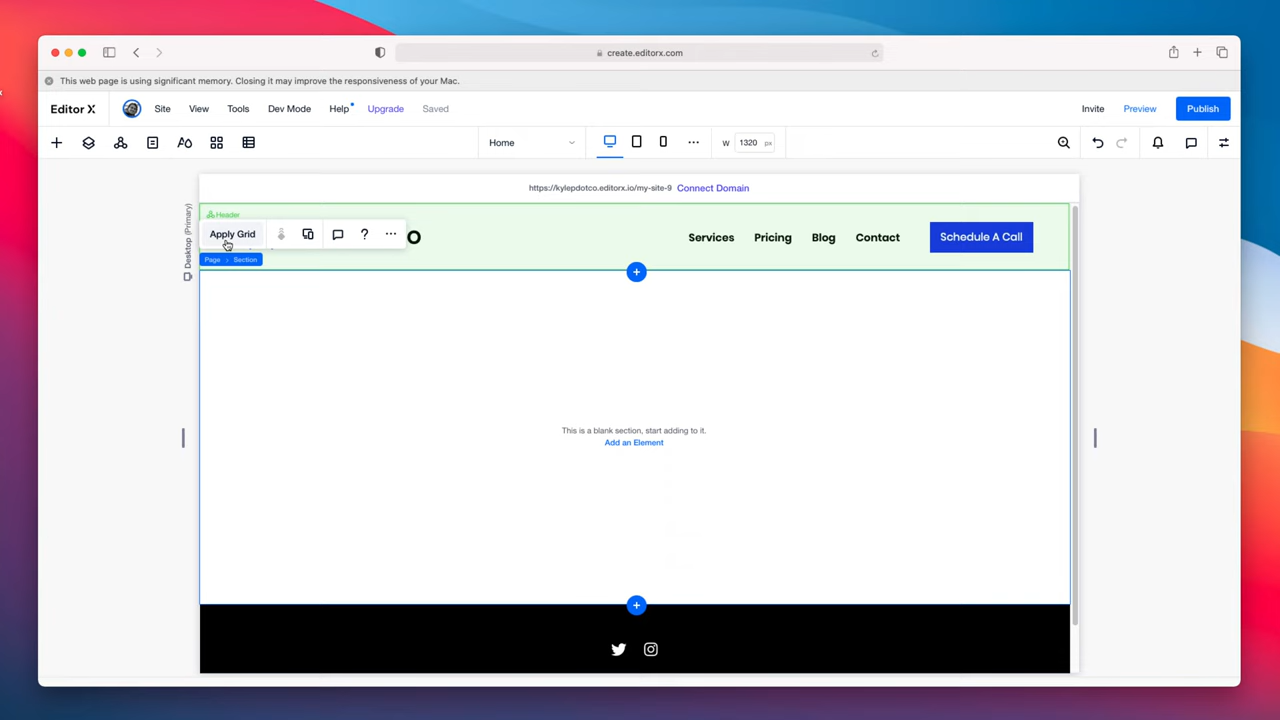 create.editorx.com
This web page is using significant memory. Closing it may improve the responsiveness of your Mac.
Editor X Site View Tools Dev Mode Help Upgrade Saved Invite Preview Publish
Home W 1320 px
https://kylepdotco.editorx.io/my-site-9 Connect Domain
Desktop (Primary)
Header
Apply Grid
O Services Pricing Blog Contact Schedule A Call
Page > Section
This is a blank section, start adding to it.
Add an Element